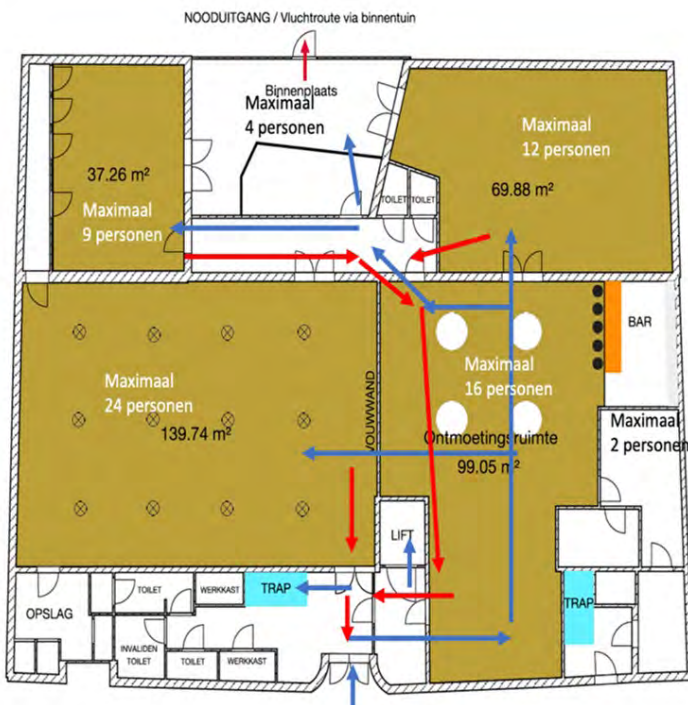 NOODUITGANG / Vluchtroute via binnentuin
Binnenplaats
Maximaal
4 personen
Maximaal
12 personen
37.26 m²
69.88 m²
TOILET
TOILET
Maximaal
9 personen
BAR
Maximaal
24 personen
139.74 m²
VOUWWAND
Maximaal
16 personen
Ontmoetingsruimte
99.05 m²
Maximaal
2 personen
LIFT
OPSLAG
TOILET
WERKKAST
TRAP
TRAP
INVALIDEN
TOILET
TOILET
WERKKAST